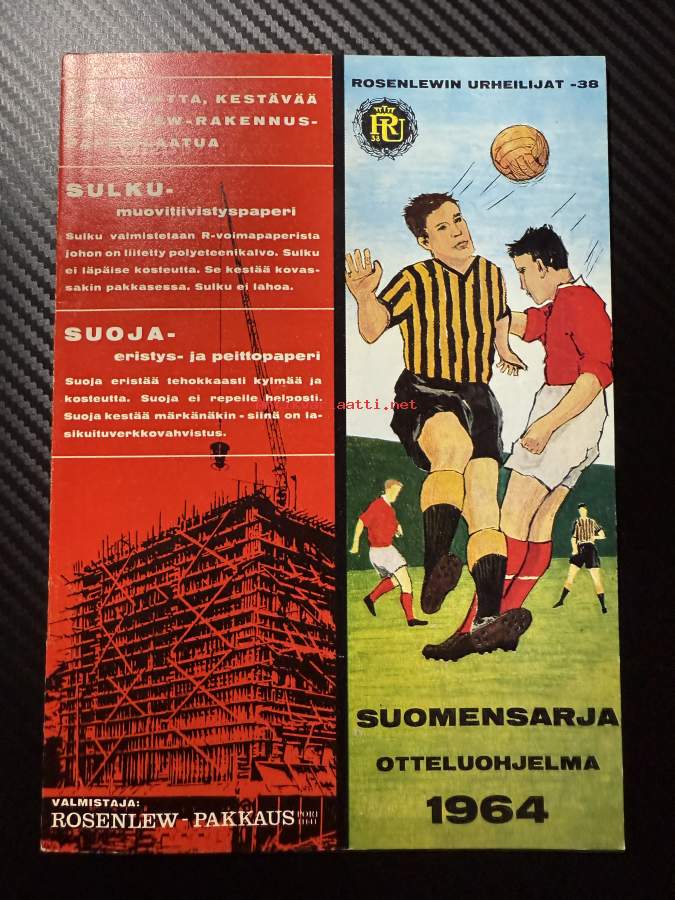 KESTÄVÄÄ
RAKENNUS-
SULKU-
muovitiivistyspaperi
Sulku valmistetaan R-voimapaperista
johon on liitetty polyeteenikalvo. Sulku
ei läpäise kosteutta. Se kestää kovas-
sakin pakkasessa. Sulku ei lahoa.
SUOJA-
eristys- ja peittopaperi
Suoja eristää tehokkaasti kylmää ja
kosteutta. Suoja ei repeile helposti.
Suoja kestää märkänäkin - siinä on la-
sikuituverkkovahvistus.
VALMISTAJA:
ROSENLEW - PAKKAUS PORI
ROSENLEWIN URHEILIJAT -38
RU
38
SUOMENSARJA
OTTELUOHJELMA
1964